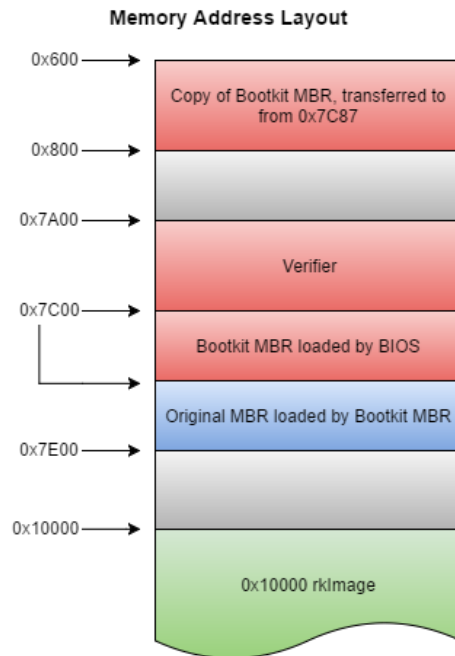 Memory Address Layout
0x600
Copy of Bootkit MBR, transferred to
from 0x7C87
0x800
0x7A00
Verifier
0x7C00
Bootkit MBR loaded by BIOS
Original MBR loaded by Bootkit MBR
0x7E00
0x10000
0x10000 rkImage